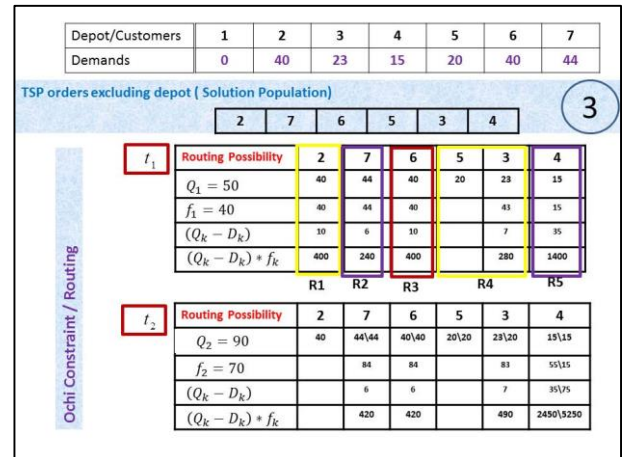 Depot/Customers 1 2 3 4 5 6 7
Demands 0 40 23 15 20 40 44
TSP orders excluding depot ( Solution Population)
3
2 7 6 5 3 4
Ochi Constraint / Routing
t₁ Routing Possibility 2 7 6 5 3 4
Q₁ = 50 40 44 40 20 23 15
f₁ = 40 40 44 40 43 15
(Qₖ − Dₖ) 10 6 10 7 35
(Qₖ − Dₖ) * fₖ 400 240 400 280 1400
R1 R2 R3 R4 R5
t₂ Routing Possibility 2 7 6 5 3 4
Q₂ = 90 40 44\44 40\40 20\20 23\20 15\15
f₂ = 70 84 84 83 55\15
(Qₖ − Dₖ) 6 6 7 35\75
(Qₖ − Dₖ) * fₖ 420 420 490 2450\5250